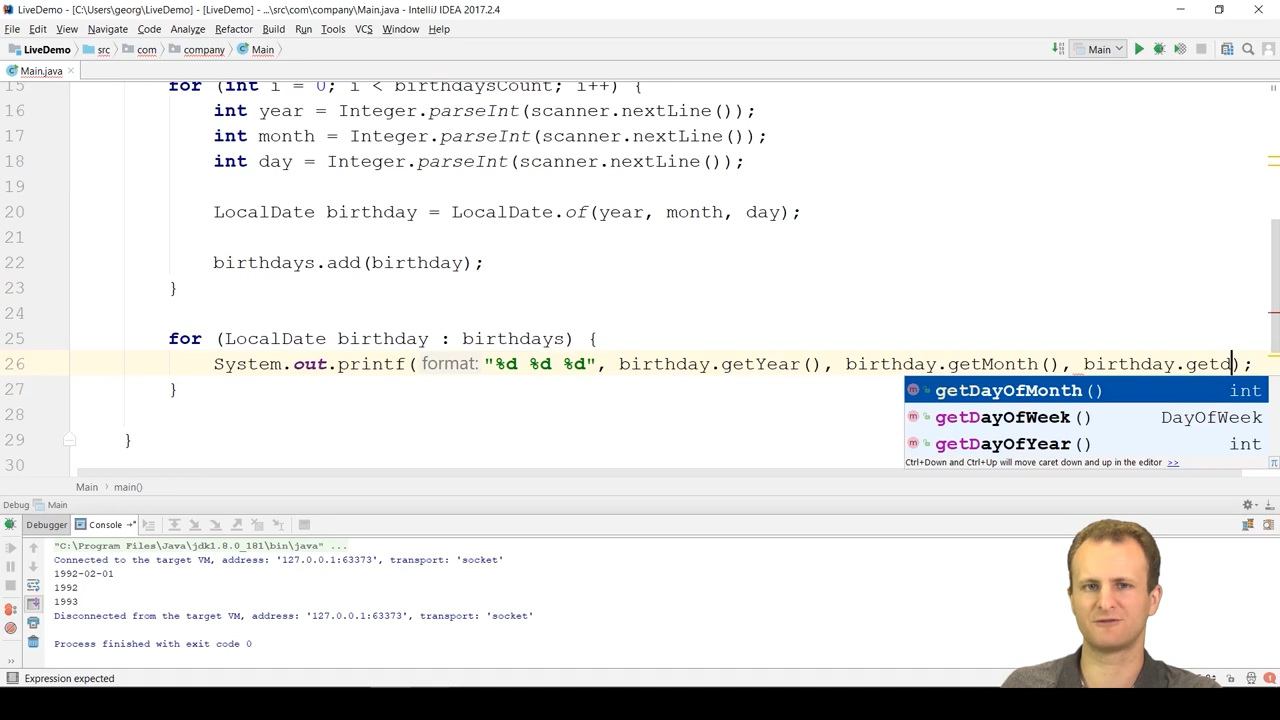 LiveDemo - [C:\Users\georg\LiveDemo] - [LiveDemo] - ...\src\com\company\Main.java - IntelliJ IDEA 2017.2.4
File Edit View Navigate Code Analyze Refactor Build Run Tools VCS Window Help
LiveDemo src com company Main Main
Main.java
15 for (int i = 0; i < birthdaysCount; i++) {
16 int year = Integer.parseInt(scanner.nextLine());
17 int month = Integer.parseInt(scanner.nextLine());
18 int day = Integer.parseInt(scanner.nextLine());
19
20 LocalDate birthday = LocalDate.of(year, month, day);
21
22 birthdays.add(birthday);
23 }
24
25 for (LocalDate birthday : birthdays) {
26 System.out.printf( format: "%d %d %d", birthday.getYear(), birthday.getMonth(), birthday.getd);
27 }
getDayOfMonth() int
28
getDayOfWeek() DayOfWeek
29 }
getDayOfYear() int
30
Ctrl+Down and Ctrl+Up will move caret down and up in the editor >> π
Main main()
Debug Main
Debugger Console
"C:\Program Files\Java\jdk1.8.0_181\bin\java" ...
Connected to the target VM, address: '127.0.0.1:63373', transport: 'socket'
1992-02-01
1992
1993
Disconnected from the target VM, address: '127.0.0.1:63373', transport: 'socket'
Process finished with exit code 0
Expression expected